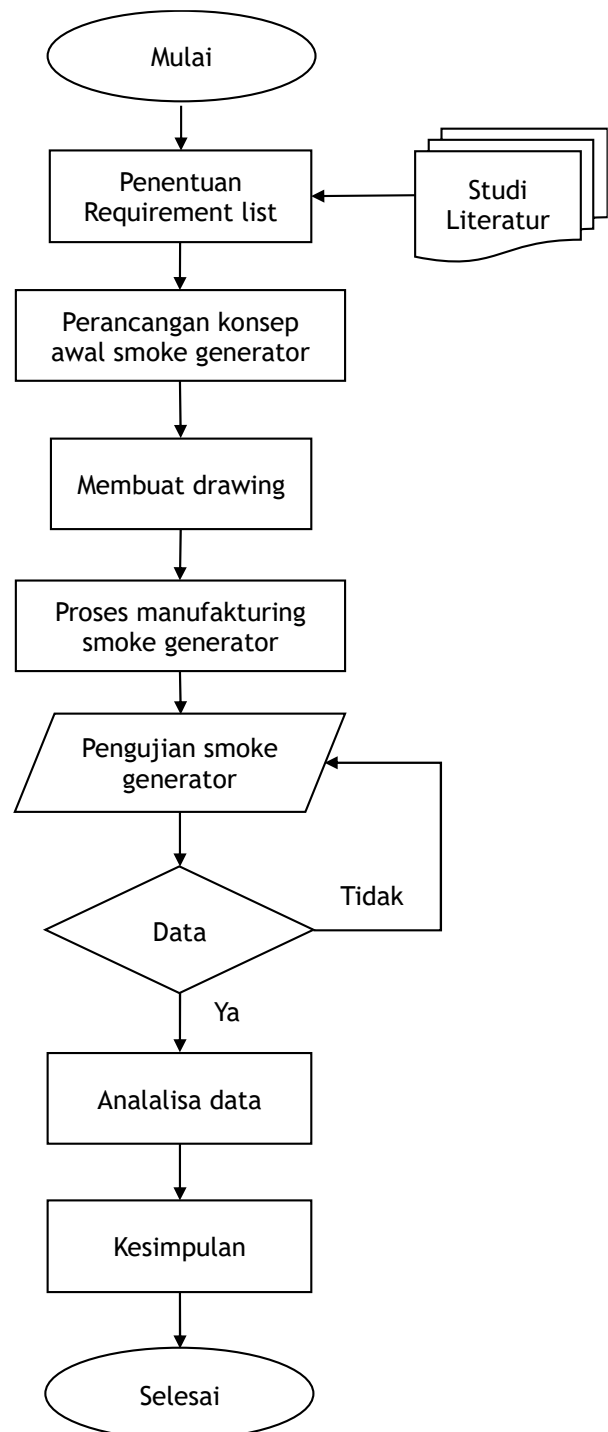 Mulai
Penentuan
Requirement list
Studi
Literatur
Perancangan konsep
awal smoke generator
Membuat drawing
Proses manufakturing
smoke generator
Pengujian smoke
generator
Tidak
Data
Ya
Analalisa data
Kesimpulan
Selesai